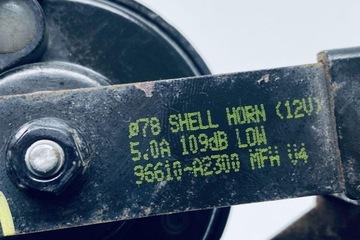 ø78 SHELL HORN (12V)
5.0A 109dB LOW
96610-A2300 MFH V4